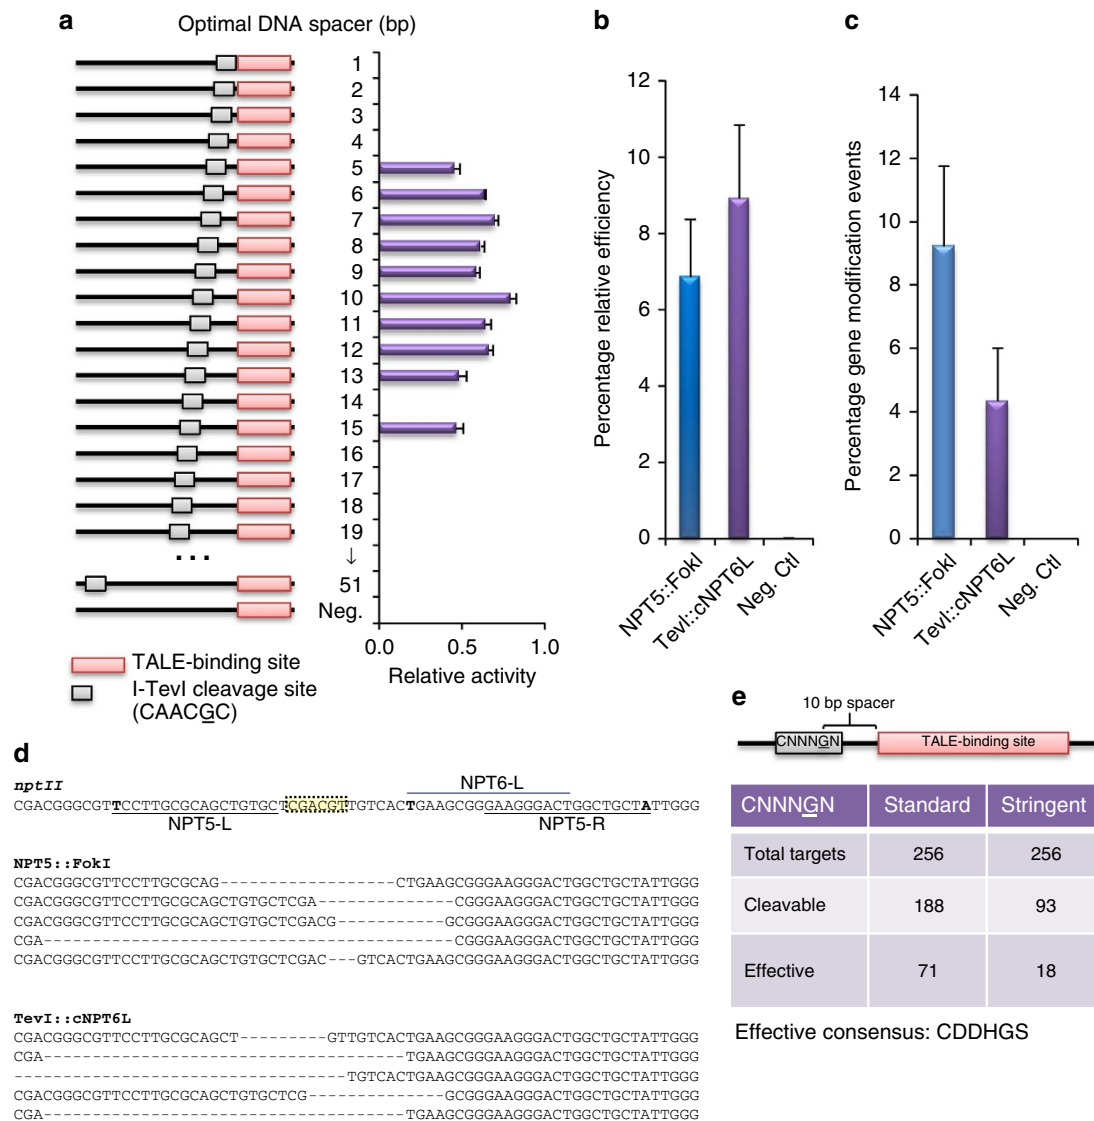 a
Optimal DNA spacer (bp)
1
2
3
4
5
6
7
8
9
10
11
12
13
14
15
16
17
18
19
...
↓
51
Neg.
0.0 0.5 1.0
Relative activity
TALE-binding site
I-TevI cleavage site
(CAACGC)
b
Percentage relative efficiency
12
10
8
6
4
2
0
NPT5::FokI
TevI::cNPT6L
Neg. Ctl
c
Percentage gene modification events
14
12
10
8
6
4
2
0
NPT5::FokI
TevI::cNPT6L
Neg. Ctl
d
nptII
NPT6-L
CGACGGGCGTTCCTTGCGCAGCTGTGCTCGACGTTGTCACTGAAGCGGGAAGGGACTGGCTGCTATTGGG
NPT5-L NPT5-R
NPT5::FokI
CGACGGGCGTTCCTTGCGCAG------------------CTGAAGCGGGAAGGGACTGGCTGCTATTGGG
CGACGGGCGTTCCTTGCGCAGCTGTGCTCGA--------------CGGGAAGGGACTGGCTGCTATTGGG
CGACGGGCGTTCCTTGCGCAGCTGTGCTCGACG-----------GCGGGAAGGGACTGGCTGCTATTGGG
CGA------------------------------------------CGGGAAGGGACTGGCTGCTATTGGG
CGACGGGCGTTCCTTGCGCAGCTGTGCTCGAC---GTCACTGAAGCGGGAAGGGACTGGCTGCTATTGGG
TevI::cNPT6L
CGACGGGCGTTCCTTGCGCAGCT---------GTTGTCACTGAAGCGGGAAGGGACTGGCTGCTATTGGG
CGA-------------------------------------TGAAGCGGGAAGGGACTGGCTGCTATTGGG
----------------------------------TGTCACTGAAGCGGGAAGGGACTGGCTGCTATTGGG
CGACGGGCGTTCCTTGCGCAGCTGTGCTCG--------------GCGGGAAGGGACTGGCTGCTATTGGG
CGA-------------------------------------TGAAGCGGGAAGGGACTGGCTGCTATTGGG
e
10 bp spacer
CNNNGN TALE-binding site
CNNNGN Standard Stringent
Total targets 256 256
Cleavable 188 93
Effective 71 18
Effective consensus: CDDHGS